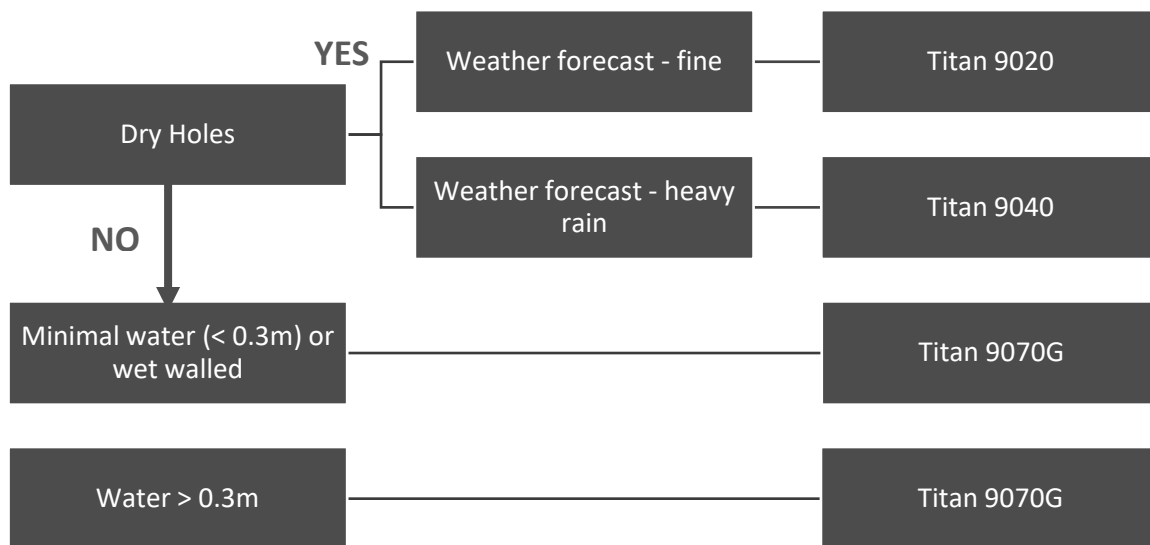 YES
Weather forecast - fine
Titan 9020
Dry Holes
Weather forecast - heavy
rain
Titan 9040
NO
Minimal water (< 0.3m) or
wet walled
Titan 9070G
Water > 0.3m
Titan 9070G